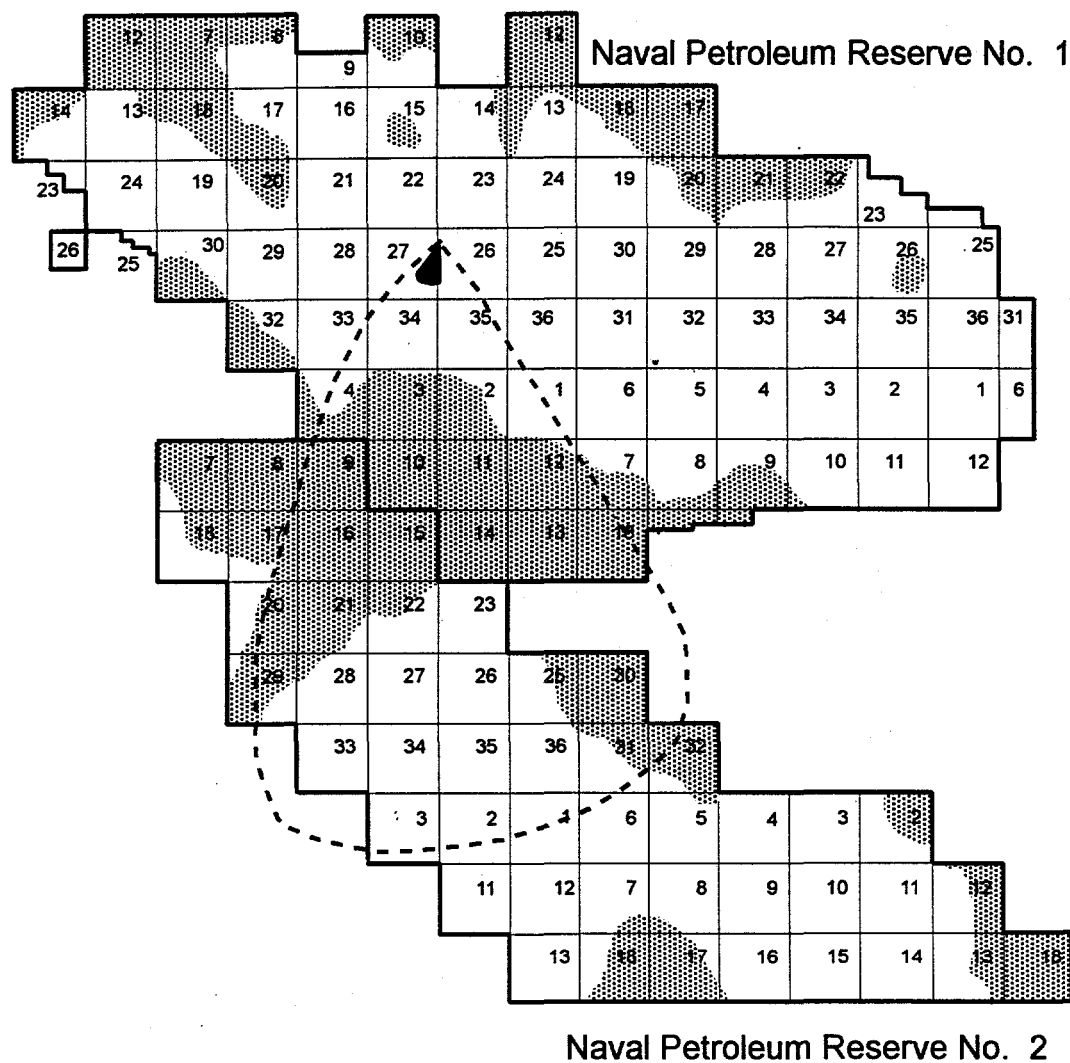 12 7 8 10 12
Naval Petroleum Reserve No. 1
9
14 13 18 17 16 15 14 13 16 17
23 24 19 20 21 22 23 24 19 20 21 22
23
26 25 30 29 28 27 26 25 30 29 28 27 26 25
32 33 34 35 36 31 32 33 34 35 36 31
4 3 2 1 6 5 4 3 2 1 6
7 8 9 10 11 12 7 8 9 10 11 12
18 17 16 15 14 13 18
20 21 22 23
29 28 27 26 25 30
33 34 35 36 31 32
3 2 1 6 5 4 3 2
11 12 7 8 9 10 11 12
13 18 17 16 15 14 13 18
Naval Petroleum Reserve No. 2